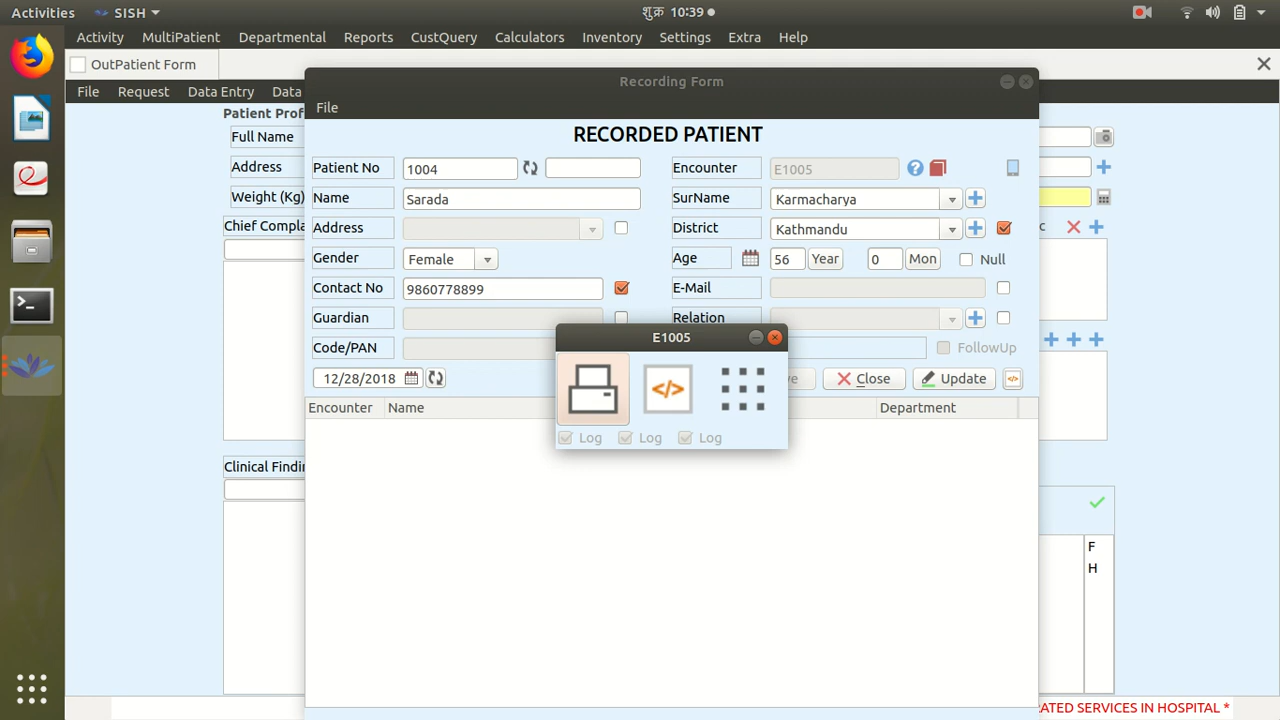 Activities SISH शुक्र 10:39
Activity MultiPatient Departmental Reports CustQuery Calculators Inventory Settings Extra Help
OutPatient Form
Recording Form
File Request Data Entry Data
File
Patient Prof
RECORDED PATIENT
Full Name
Patient No 1004 Encounter E1005
Address
Name Sarada SurName Karmacharya
Weight (Kg)
Address District Kathmandu
Chief Compla c
Gender Female Age 56 Year 0 Mon Null
Contact No 9860778899 E-Mail
Guardian Relation
E1005
Code/PAN FollowUp
12/28/2018 ve Close Update
Encounter Name Department
Log Log Log
Clinical Findin
F
H
ATED SERVICES IN HOSPITAL *